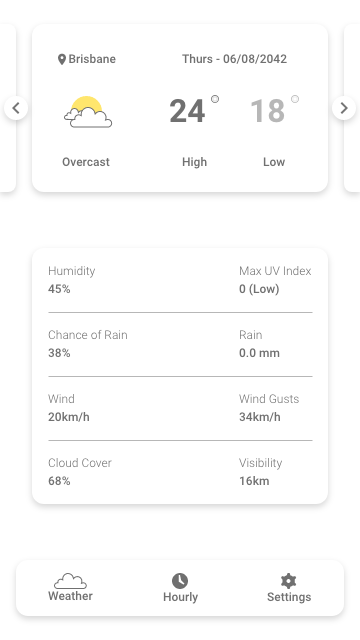 Brisbane Thurs - 06/08/2042
24° 18°
Overcast High Low
Humidity Max UV Index
45% 0 (Low)
Chance of Rain Rain
38% 0.0 mm
Wind Wind Gusts
20km/h 34km/h
Cloud Cover Visibility
68% 16km
Weather Hourly Settings